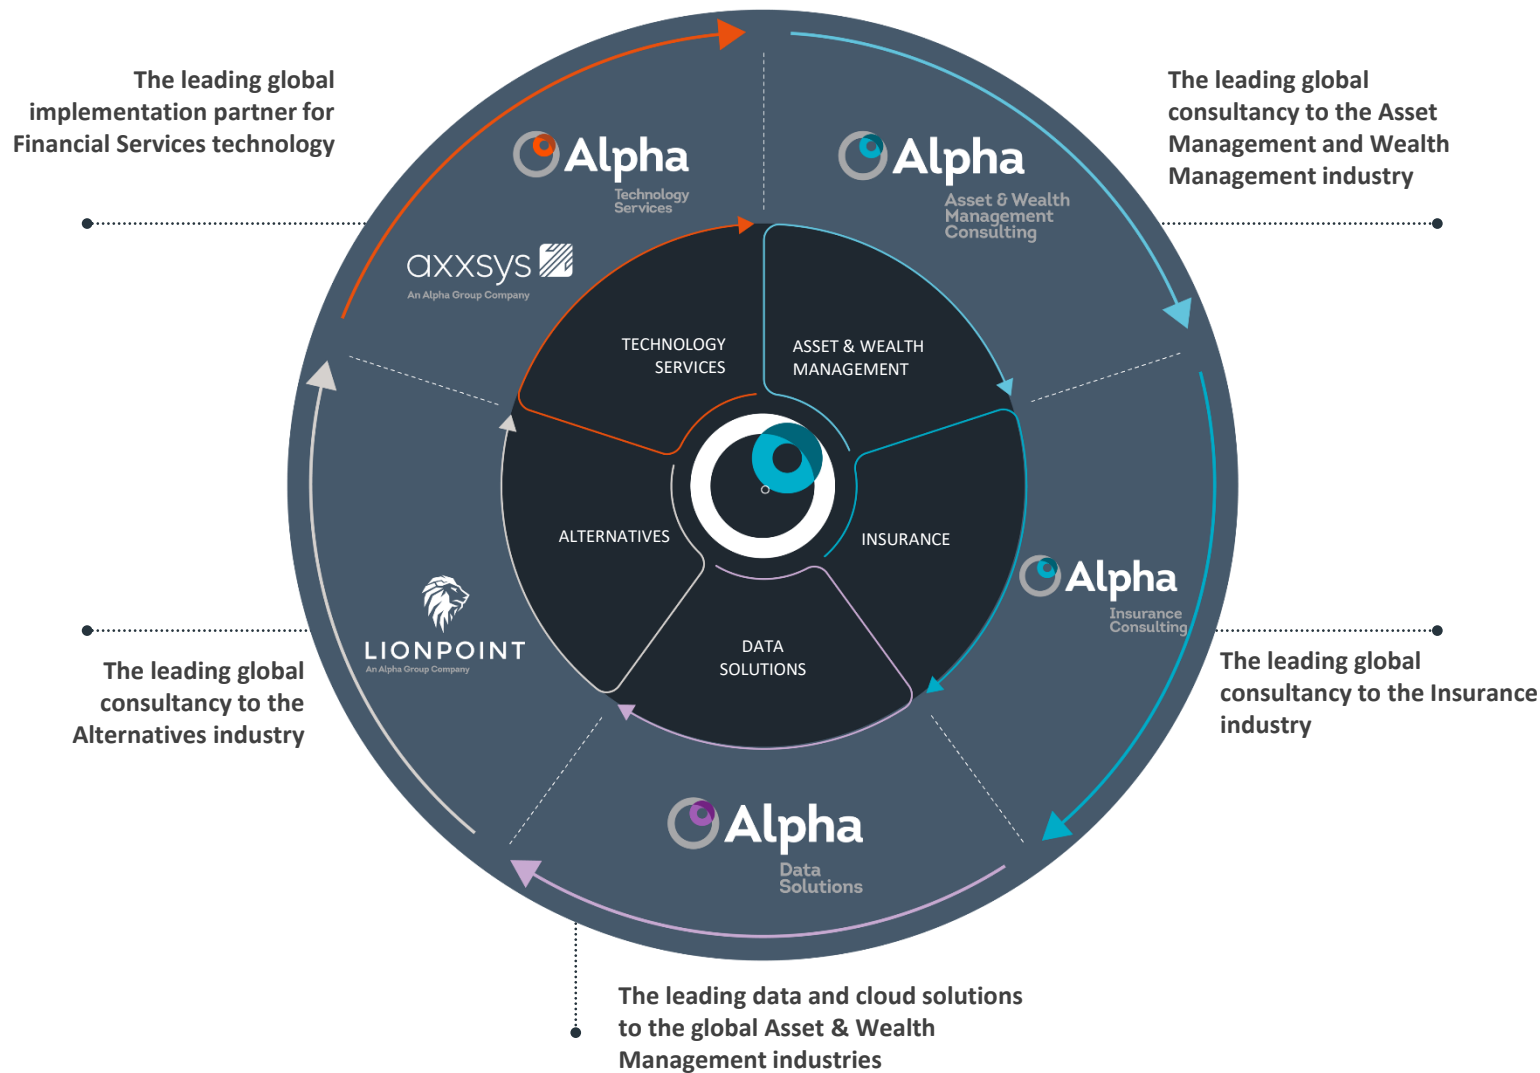 The leading global
implementation partner for
Financial Services technology
The leading global
consultancy to the Asset
Management and Wealth
Management industry
Alpha
Technology
Services
Alpha
Asset & Wealth
Management
Consulting
axxsys
An Alpha Group Company
TECHNOLOGY
SERVICES
ASSET & WEALTH
MANAGEMENT
ALTERNATIVES
INSURANCE
DATA
SOLUTIONS
LIONPOINT
An Alpha Group Company
Alpha
Insurance
Consulting
The leading global
consultancy to the
Alternatives industry
The leading global
consultancy to the Insurance
industry
Alpha
Data
Solutions
The leading data and cloud solutions
to the global Asset & Wealth
Management industries